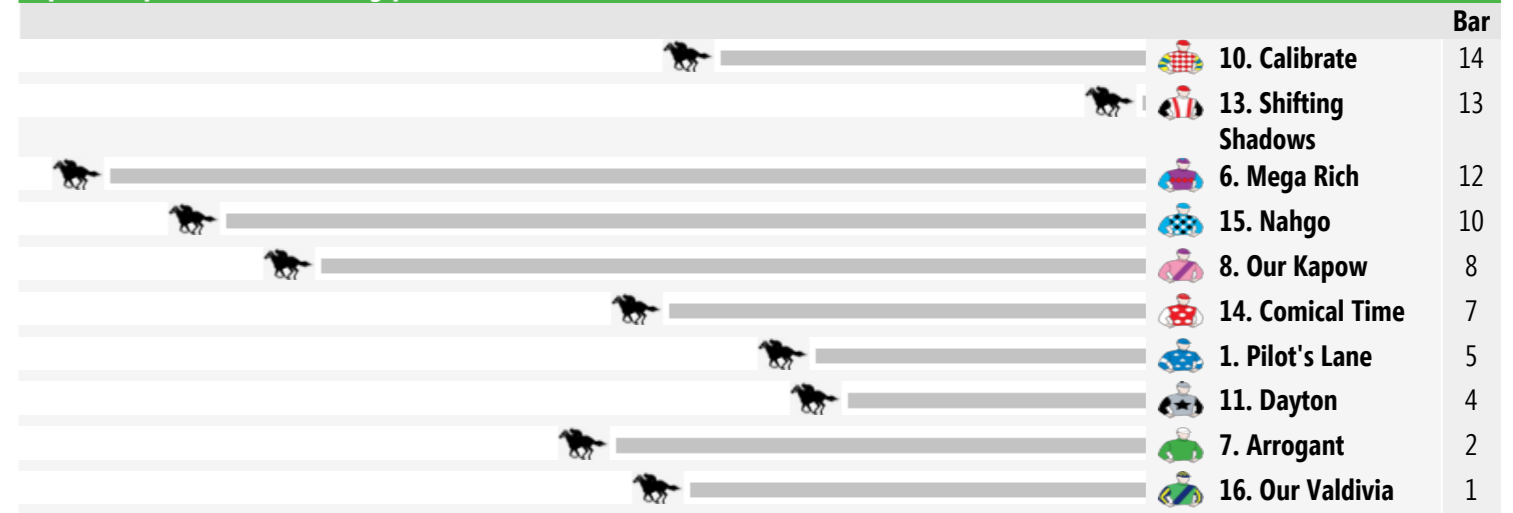 Bar
10. Calibrate 14
13. Shifting 13
Shadows
6. Mega Rich 12
15. Nahgo 10
8. Our Kapow 8
14. Comical Time 7
1. Pilot's Lane 5
11. Dayton 4
7. Arrogant 2
16. Our Valdivia 1